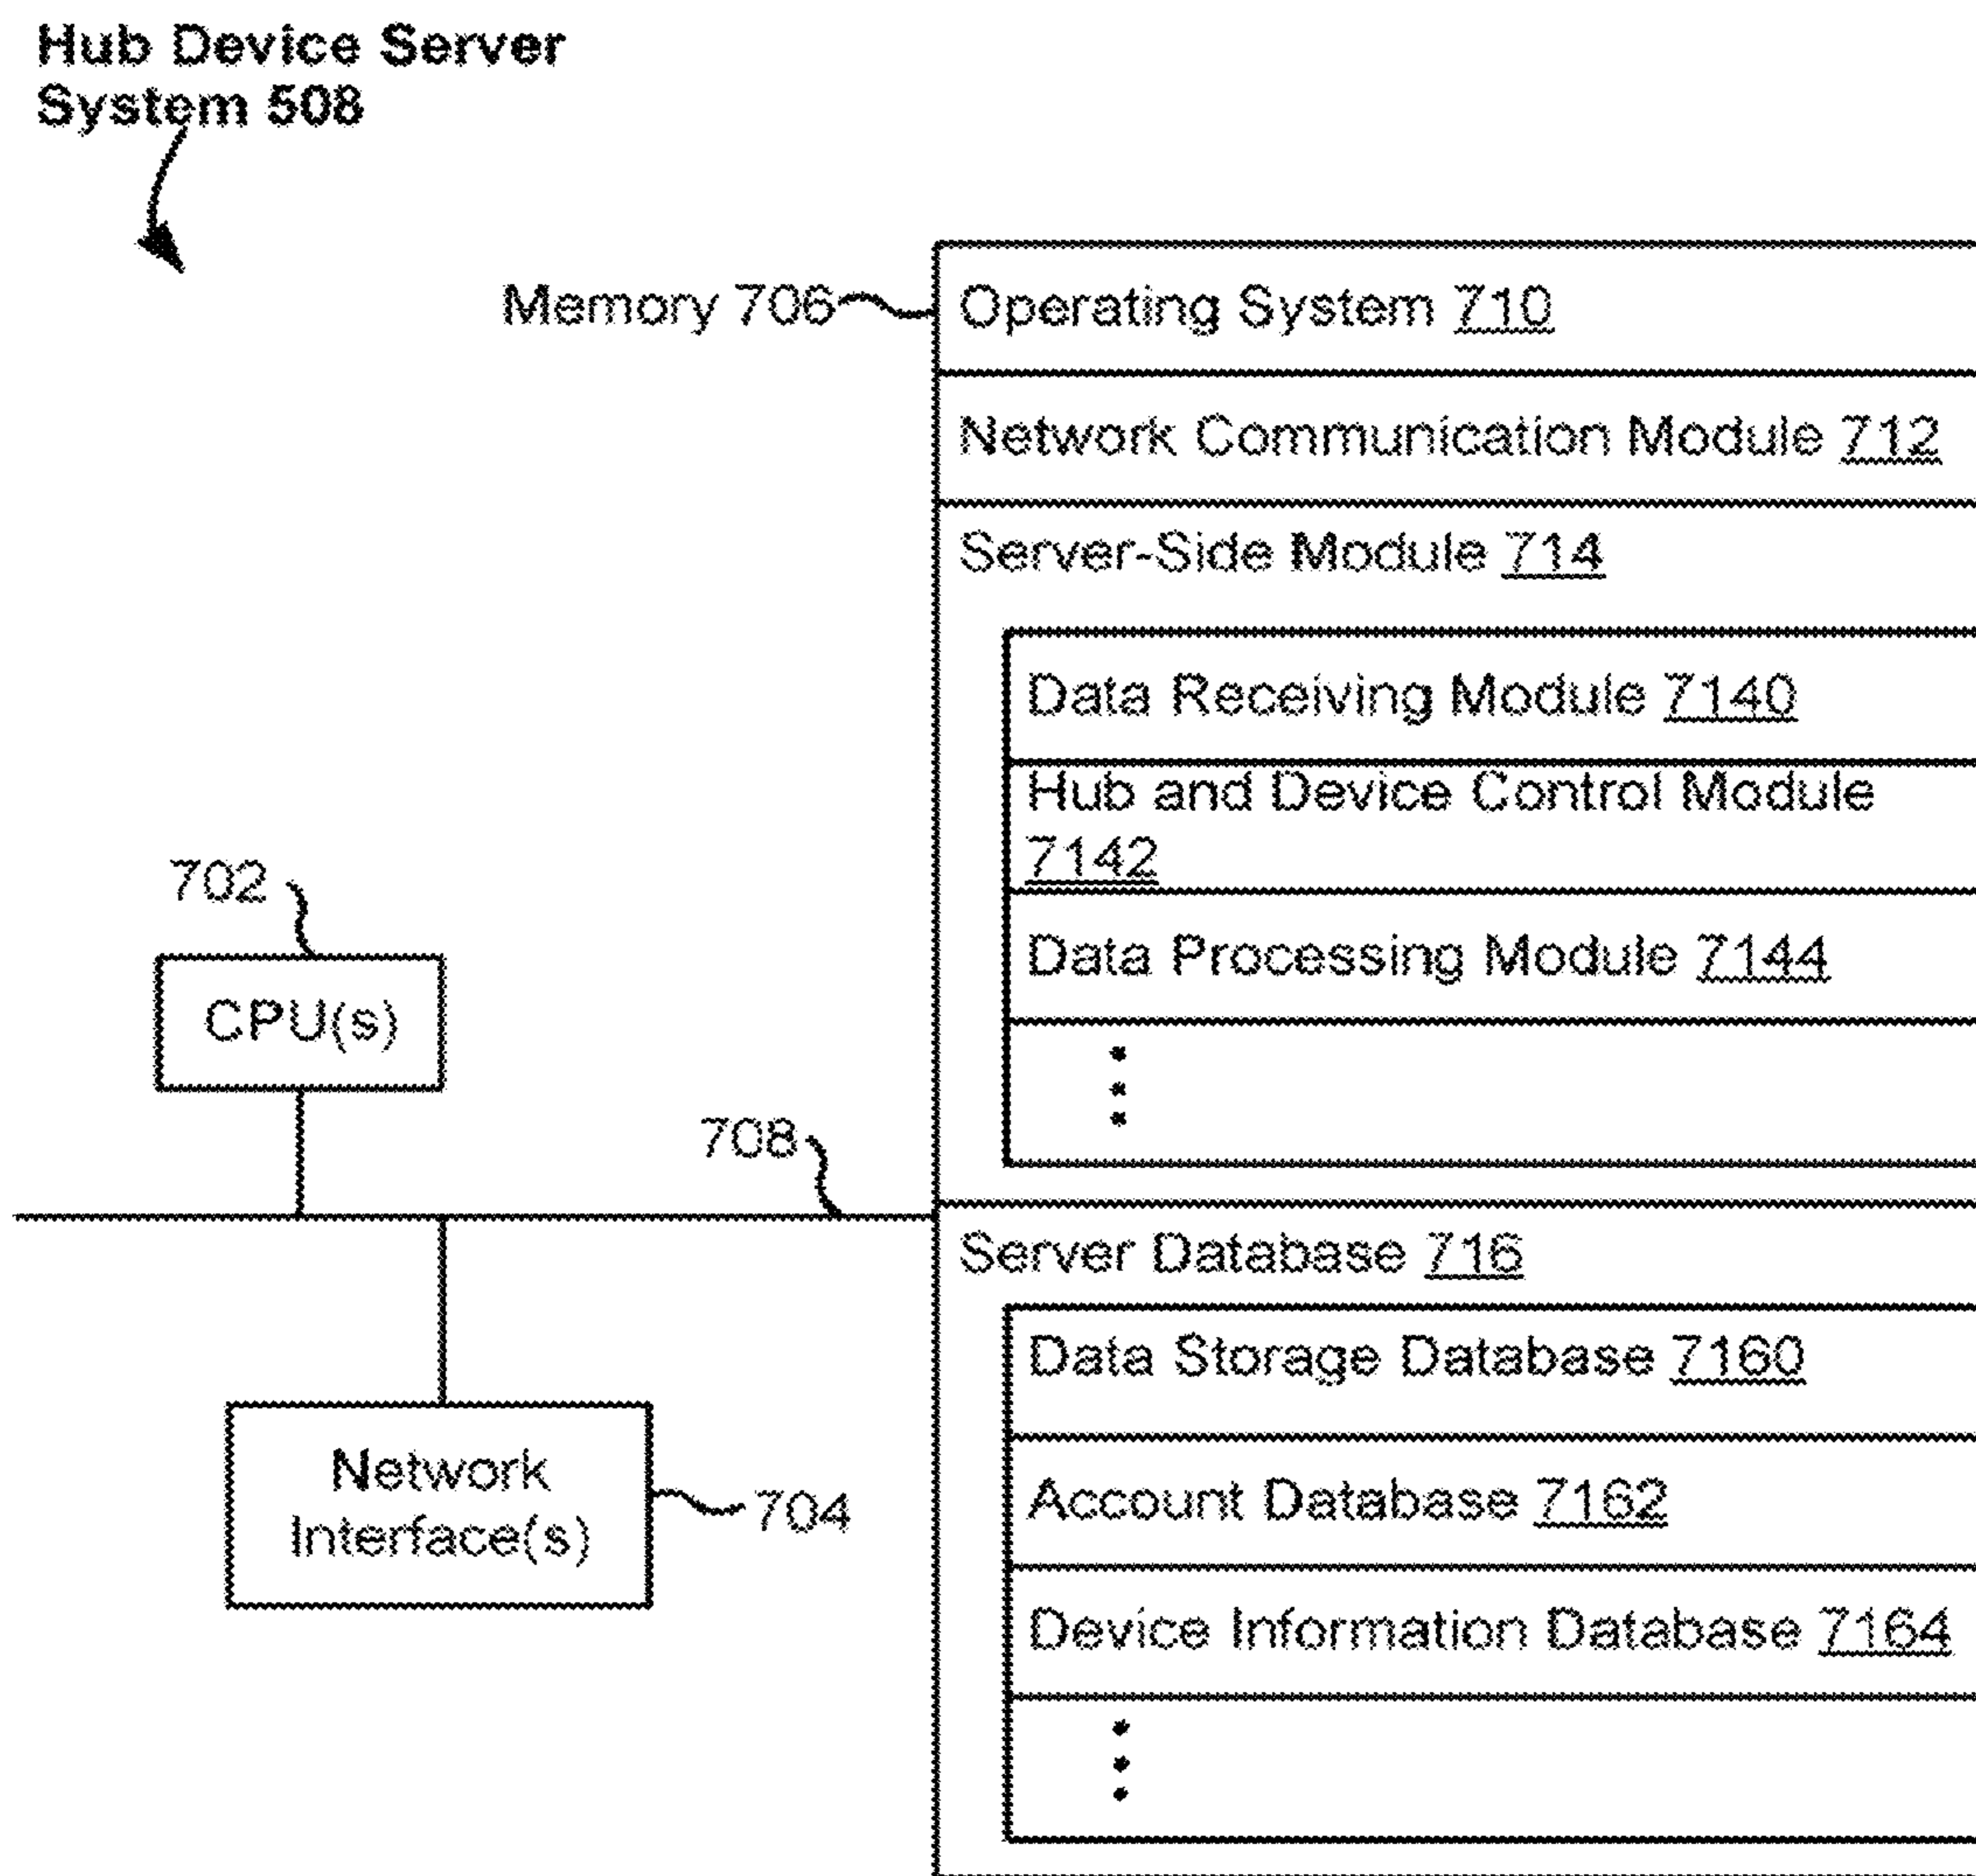 Hub Device Server
System 508
Memory 706
Operating System 710
Network Communication Module 712
Server-Side Module 714
Data Receiving Module 7140
Hub and Device Control Module
7142
Data Processing Module 7144
702
CPU(s)
708
Server Database 716
Data Storage Database 7160
Account Database 7162
Device Information Database 7164
Network
Interface(s)
704